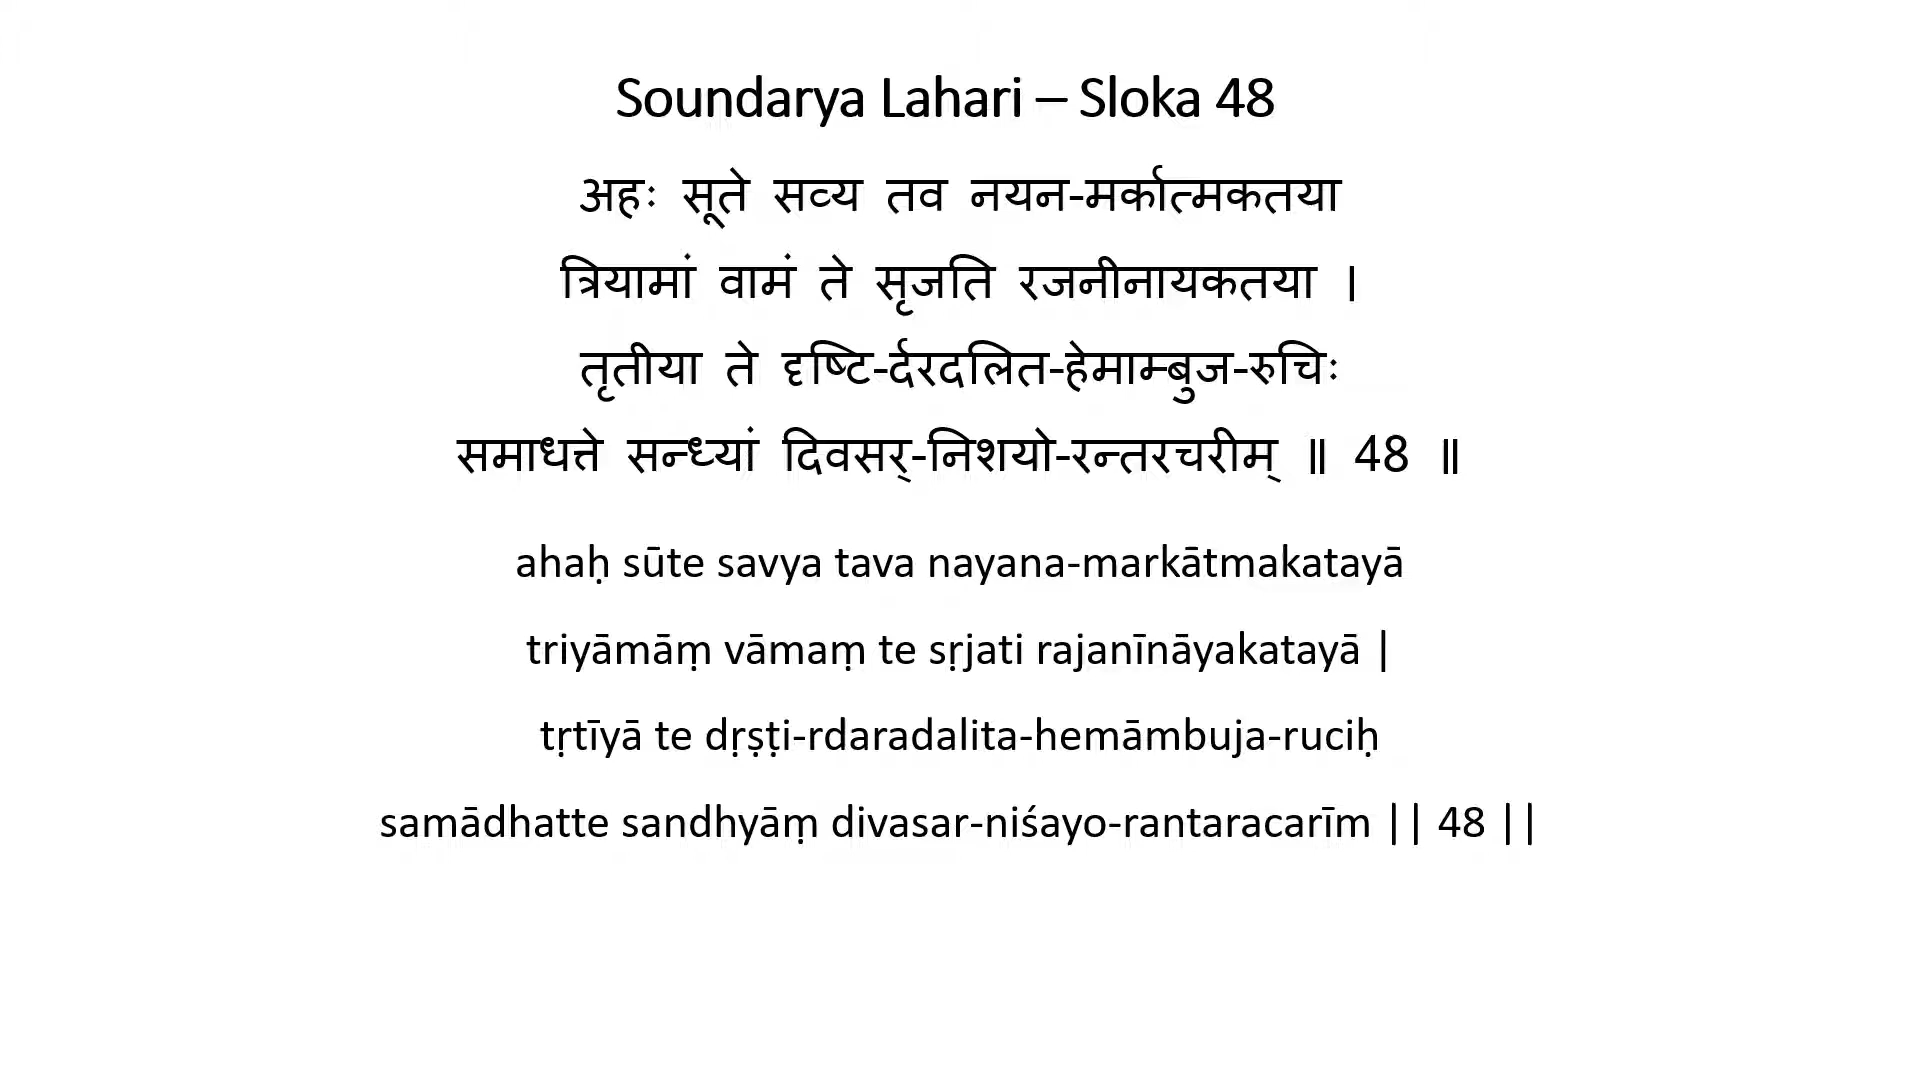 Soundarya Lahari – Sloka 48
अहः सूते सव्य तव नयन-मर्कात्मकतया
त्रियामां वामं ते सृजति रजनीनायकतया ।
तृतीया ते दृष्टि-र्दरदलित-हेमाम्बुज-रुचिः
समाधत्ते सन्ध्यां दिवसर्-निशयो-रन्तरचरीम् ॥ 48 ॥
ahaḥ sūte savya tava nayana-markātmakatayā
triyāmāṃ vāmaṃ te sṛjati rajanīnāyakatayā |
tṛtīyā te dṛṣṭi-rdaradalita-hemāmbuja-ruciḥ
samādhatte sandhyāṃ divasar-niśayo-rantaracarīm || 48 ||